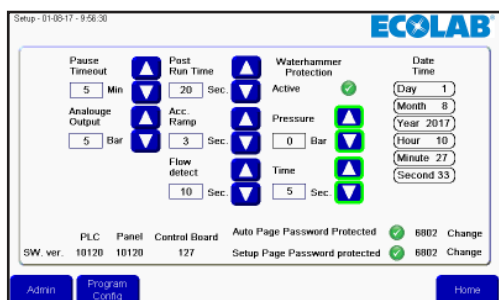 Setup - 01-08-17 - 9:56:30
ECOLAB
Pause Timeout
5 Min
Post Run Time
20 Sec.
Waterhammer Protection
Active
Date Time
Day 1
Month 8
Year 2017
Hour 10
Minute 27
Second 33
Analouge Output
5 Bar
Acc. Ramp
3 Sec.
Pressure
0 Bar
Flow detect
10 Sec.
Time
5 Sec.
PLC Panel Control Board
SW. ver. 10120 10120 127
Auto Page Password Protected 6802 Change
Setup Page Password protected 6802 Change
Admin
Program Config
Home